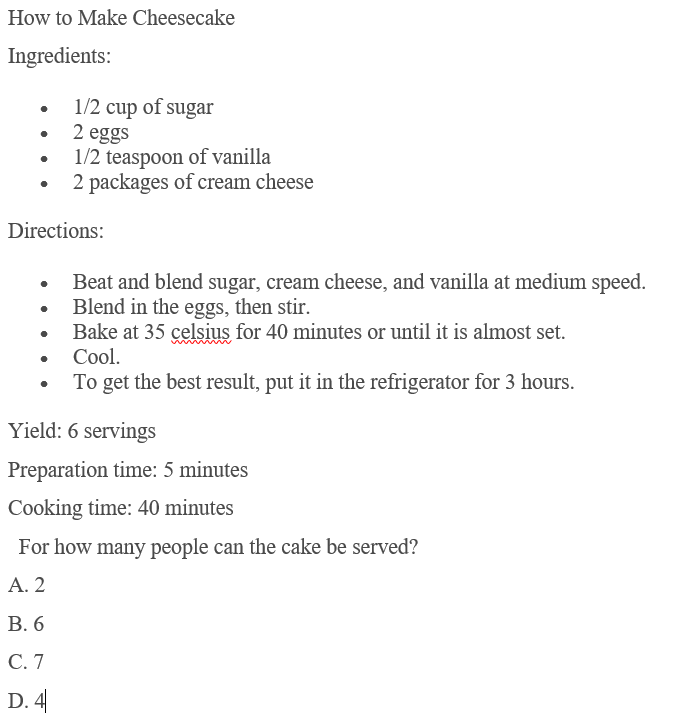 How to Make Cheesecake
Ingredients:
• 1/2 cup of sugar
• 2 eggs
• 1/2 teaspoon of vanilla
• 2 packages of cream cheese
Directions:
• Beat and blend sugar, cream cheese, and vanilla at medium speed.
• Blend in the eggs, then stir.
• Bake at 35 celsius for 40 minutes or until it is almost set.
• Cool.
• To get the best result, put it in the refrigerator for 3 hours.
Yield: 6 servings
Preparation time: 5 minutes
Cooking time: 40 minutes
For how many people can the cake be served?
A. 2
B. 6
C. 7
D. 4